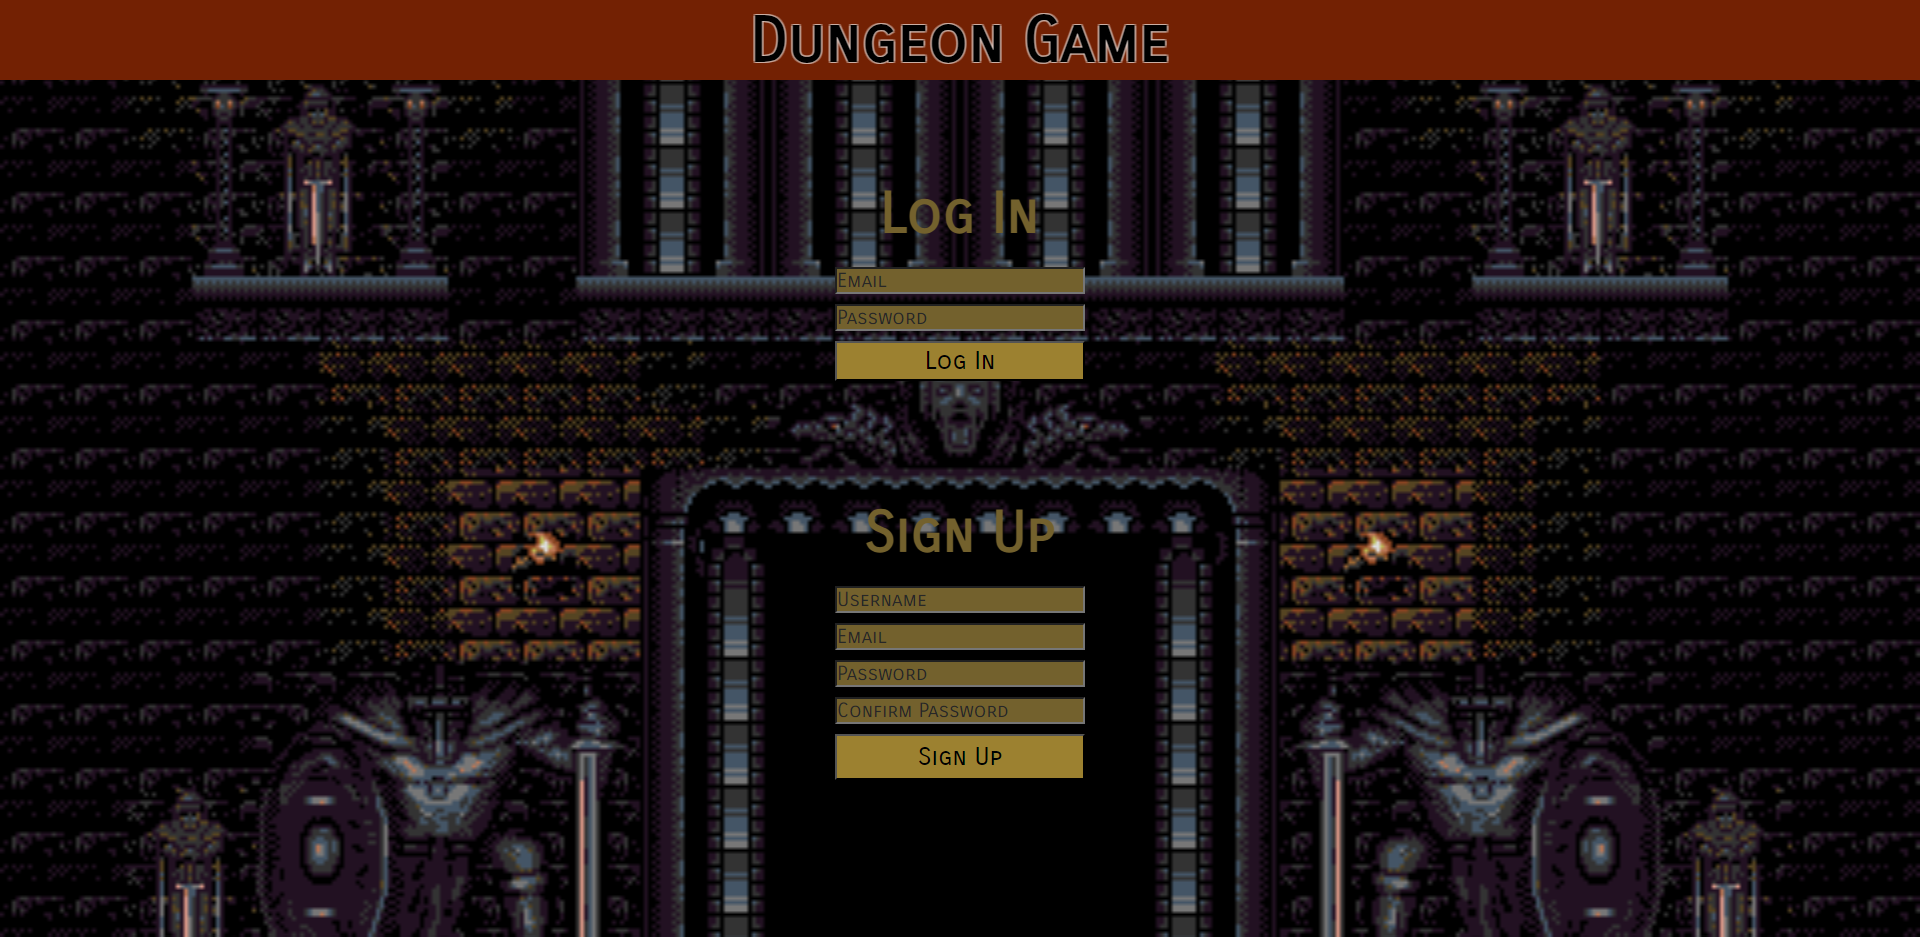 Dungeon Game
Log In
Email
Password
Log In
Sign Up
Username
Email
Password
Confirm Password
Sign Up